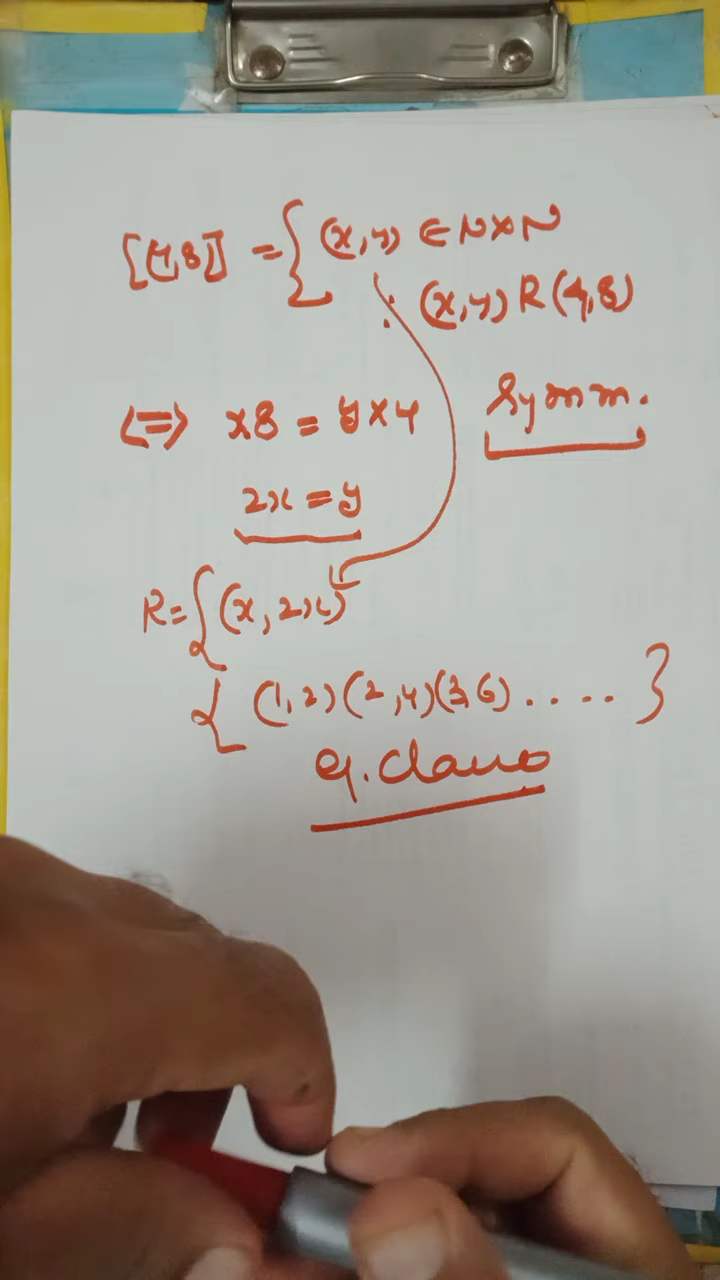 [4,8] = { (x,y) ∈ N×N
: (x,y) R (4,8)
<=> x8 = y×4
Symm.
2x = y
R = { (x, 2x)
{ (1,2) (2,4) (3,6) ..... }
eq. class